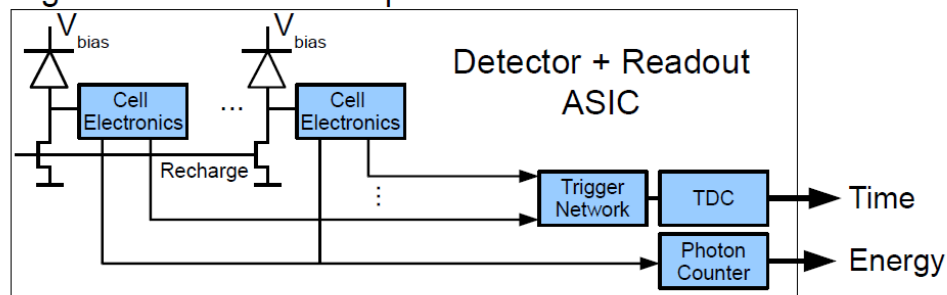 V bias
V bias
Detector + Readout
ASIC
Cell
Electronics
...
Cell
Electronics
Recharge
...
Trigger
Network
TDC
Time
Photon
Counter
Energy